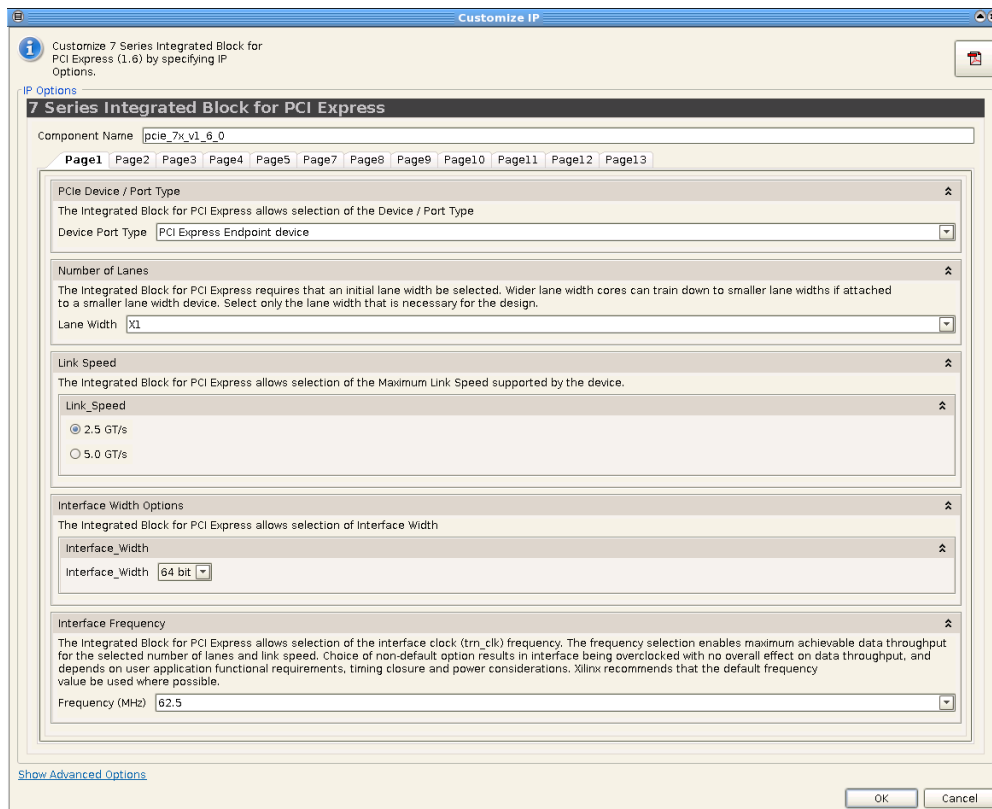 Customize IP
Customize 7 Series Integrated Block for
PCI Express (1.6) by specifying IP
Options.
IP Options
7 Series Integrated Block for PCI Express
Component Name pcie_7x_v1_6_0
Page1 Page2 Page3 Page4 Page5 Page7 Page8 Page9 Page10 Page11 Page12 Page13
PCIe Device / Port Type
The Integrated Block for PCI Express allows selection of the Device / Port Type
Device Port Type PCI Express Endpoint device
Number of Lanes
The Integrated Block for PCI Express requires that an initial lane width be selected. Wider lane width cores can train down to smaller lane widths if attached
to a smaller lane width device. Select only the lane width that is necessary for the design.
Lane Width X1
Link Speed
The Integrated Block for PCI Express allows selection of the Maximum Link Speed supported by the device.
Link_Speed
2.5 GT/s
5.0 GT/s
Interface Width Options
The Integrated Block for PCI Express allows selection of Interface Width
Interface_Width
Interface_Width 64 bit
Interface Frequency
The Integrated Block for PCI Express allows selection of the interface clock (trn_clk) frequency. The frequency selection enables maximum achievable data throughput
for the selected number of lanes and link speed. Choice of non-default option results in interface being overclocked with no overall effect on data throughput, and
depends on user application functional requirements, timing closure and power considerations. Xilinx recommends that the default frequency
value be used where possible.
Frequency (MHz) 62.5
Show Advanced Options
OK Cancel